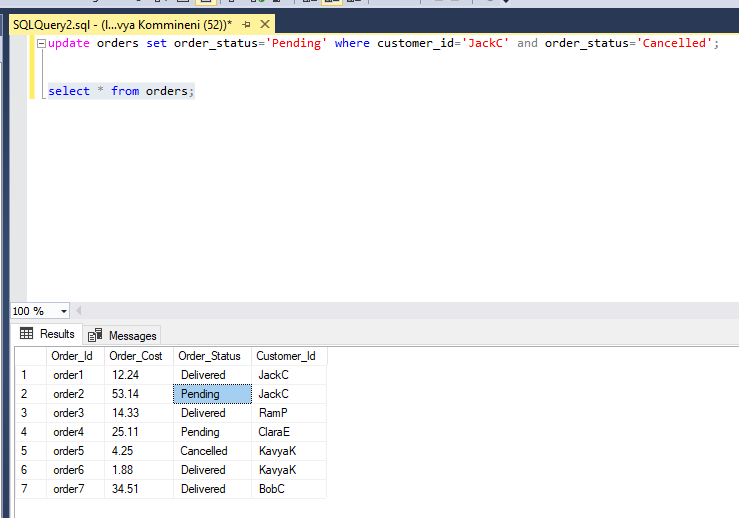 SQLQuery2.sql - (l...vya Kommineni (52))*
update orders set order_status='Pending' where customer_id='JackC' and order_status='Cancelled';
select * from orders;
100 %
Results Messages
Order_Id Order_Cost Order_Status Customer_Id
1 order1 12.24 Delivered JackC
2 order2 53.14 Pending JackC
3 order3 14.33 Delivered RamP
4 order4 25.11 Pending ClaraE
5 order5 4.25 Cancelled KavyaK
6 order6 1.88 Delivered KavyaK
7 order7 34.51 Delivered BobC